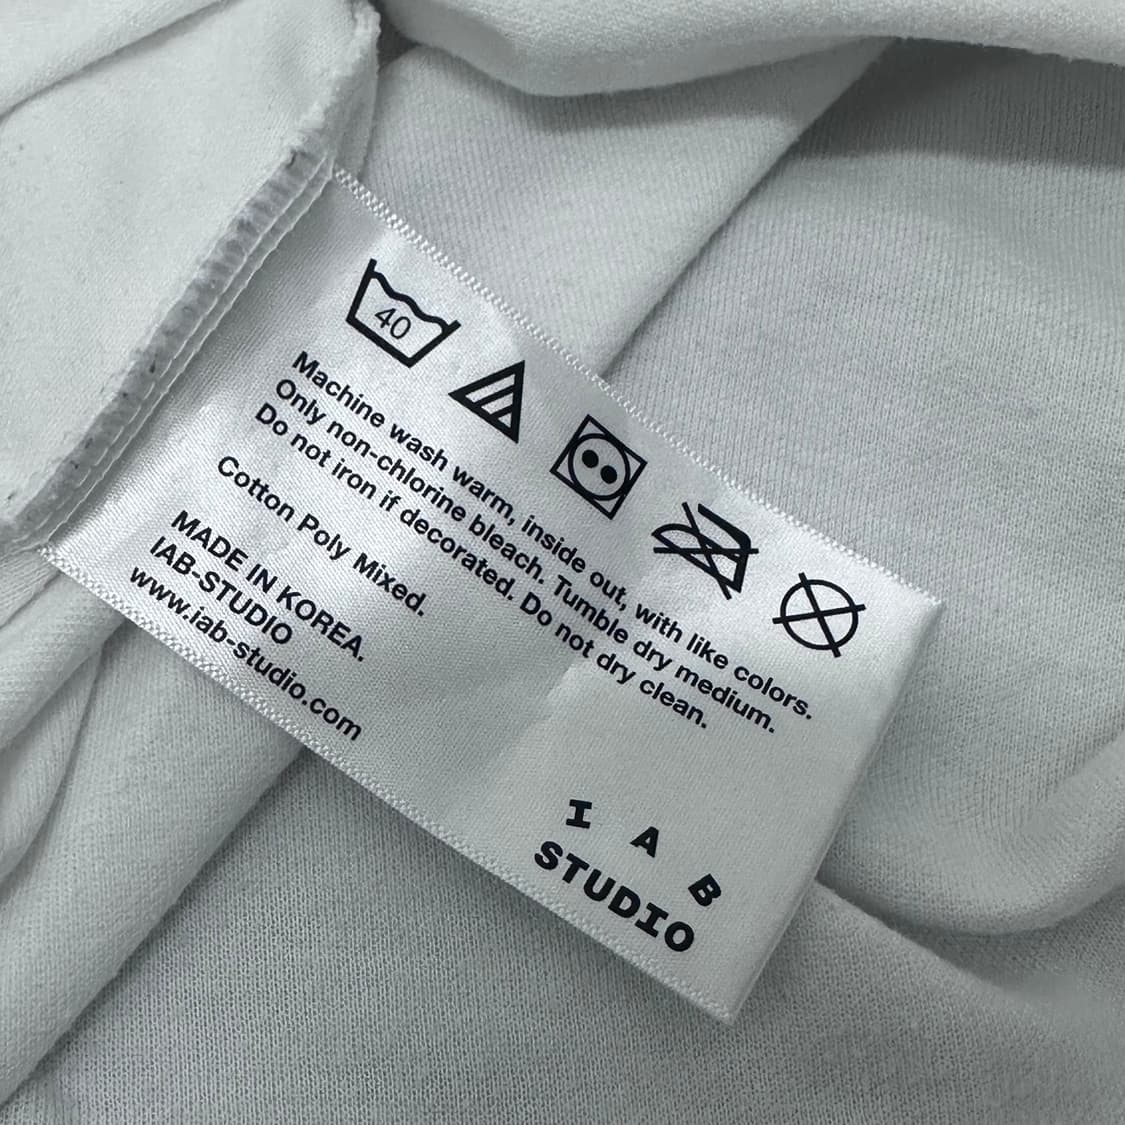 40
Machine wash warm, inside out, with like colors.
Only non-chlorine bleach. Tumble dry medium.
Do not iron if decorated. Do not dry clean.
Cotton Poly Mixed.
MADE IN KOREA.
IAB-STUDIO
www.iab-studio.com
I A B
STUDIO